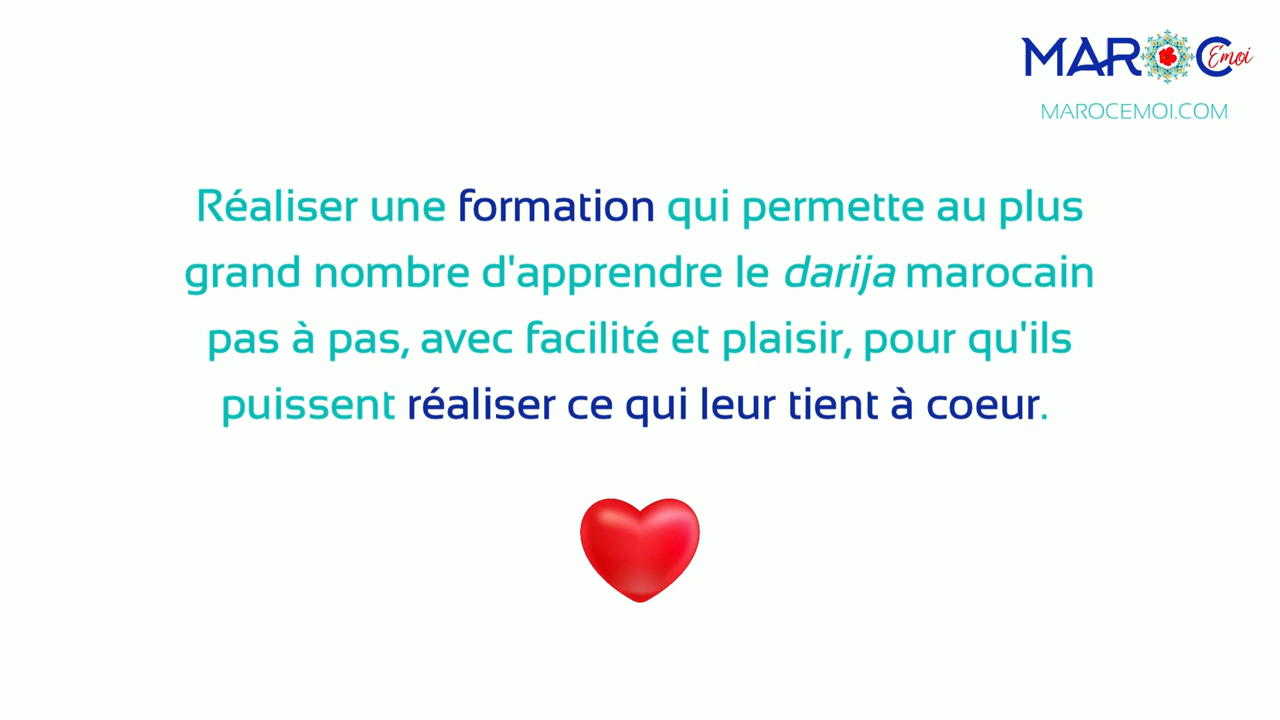 MAROC Emoi
MAROCEMOI.COM
Réaliser une formation qui permette au plus
grand nombre d'apprendre le darija marocain
pas à pas, avec facilité et plaisir, pour qu'ils
puissent réaliser ce qui leur tient à coeur.